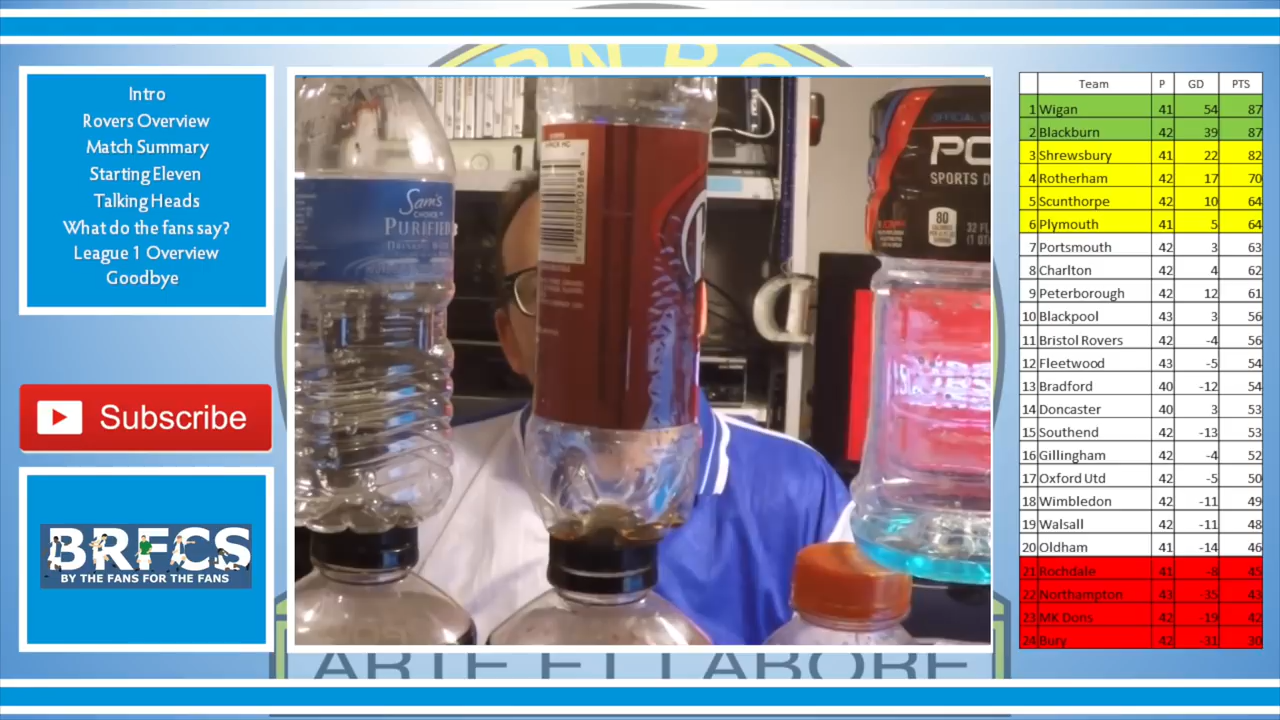 Intro
Rovers Overview
Match Summary
Starting Eleven
Talking Heads
What do the fans say?
League 1 Overview
Goodbye
Subscribe
BRFCS
BY THE FANS FOR THE FANS
RN RO
ARTE ET LABORE
Sam's
CHOICE
PURIFIED
DRINKING WATER
SPORTS D
80
32 FL
(1 QT
Team P GD PTS
1 Wigan 41 54 87
2 Blackburn 42 39 87
3 Shrewsbury 41 22 82
4 Rotherham 42 17 70
5 Scunthorpe 42 10 64
6 Plymouth 41 5 64
7 Portsmouth 42 3 63
8 Charlton 42 4 62
9 Peterborough 42 12 61
10 Blackpool 43 3 56
11 Bristol Rovers 42 -4 56
12 Fleetwood 43 -5 54
13 Bradford 40 -12 54
14 Doncaster 40 3 53
15 Southend 42 -13 53
16 Gillingham 42 -4 52
17 Oxford Utd 42 -5 50
18 Wimbledon 42 -11 49
19 Walsall 42 -11 48
20 Oldham 41 -14 46
21 Rochdale 41 -8 45
22 Northampton 43 -35 43
23 MK Dons 42 -19 42
24 Bury 42 -31 30